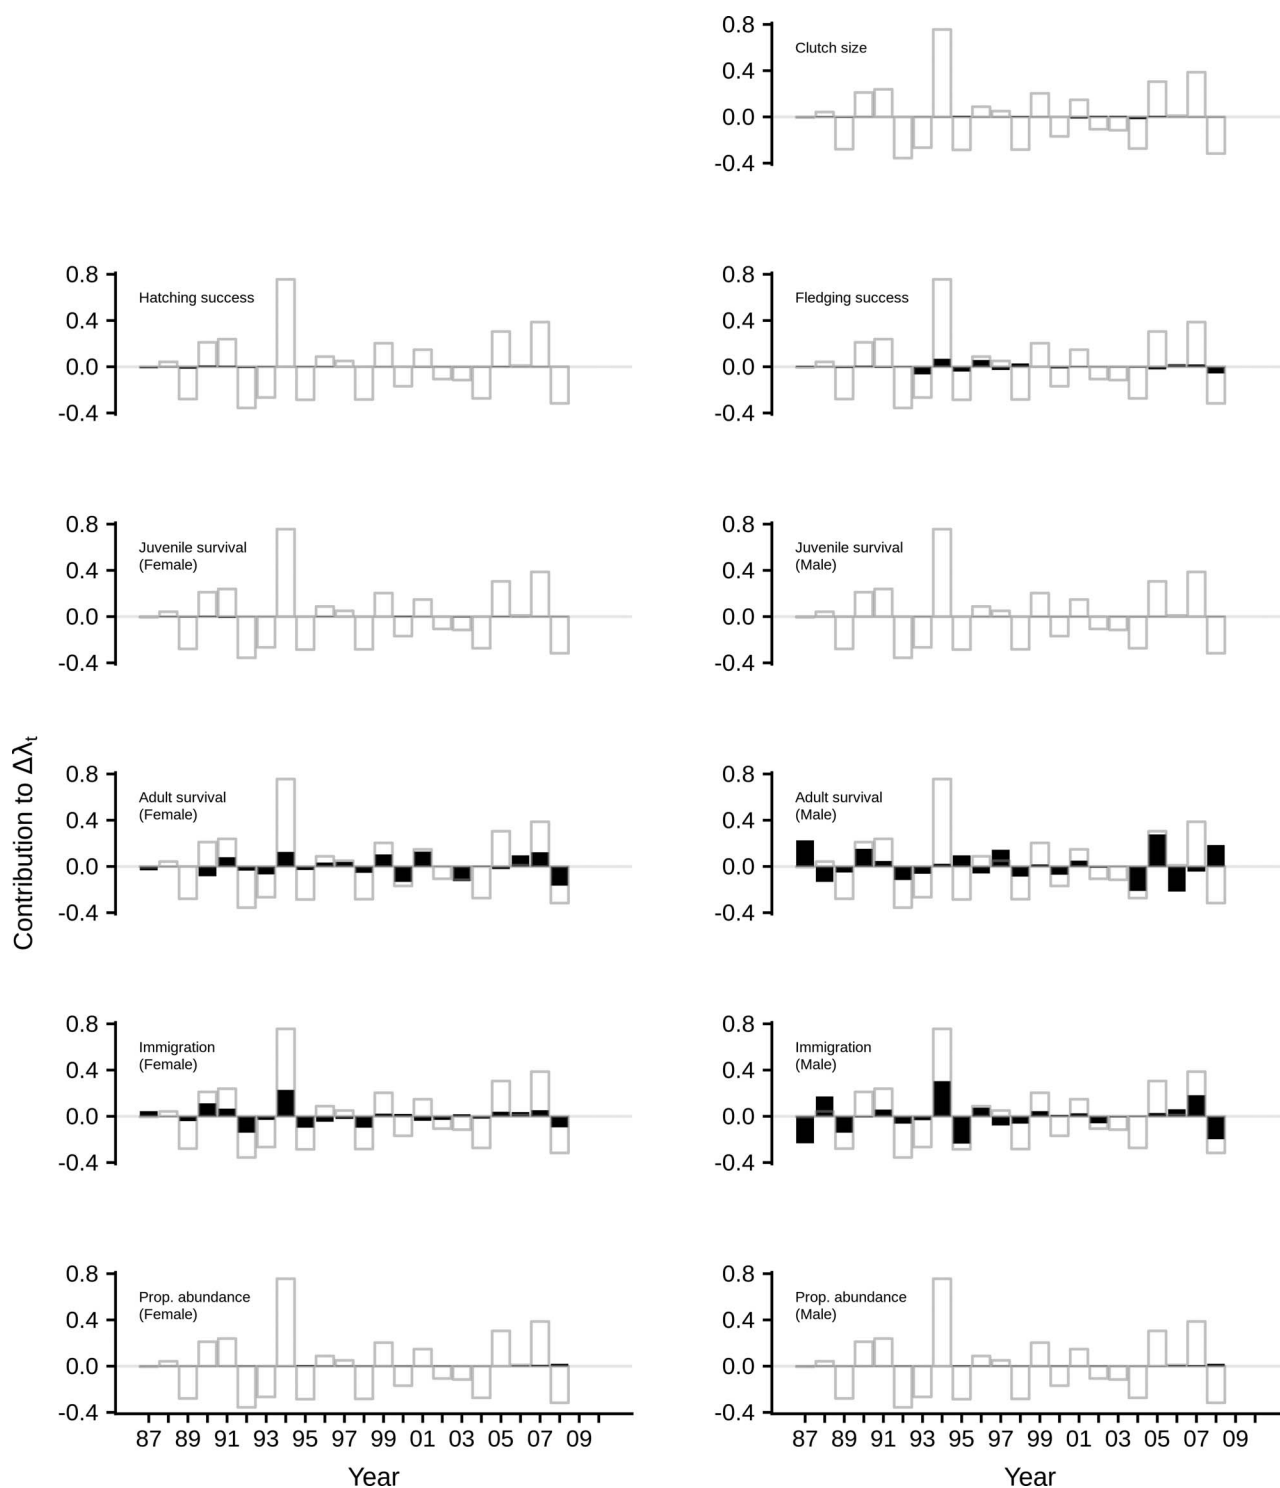 0.8
0.4
0.0
-0.4
Clutch size
0.8
0.4
0.0
-0.4
Hatching success
0.8
0.4
0.0
-0.4
Fledging success
0.8
0.4
0.0
-0.4
Juvenile survival
(Female)
0.8
0.4
0.0
-0.4
Juvenile survival
(Male)
Contribution to Δλt
0.8
0.4
0.0
-0.4
Adult survival
(Female)
0.8
0.4
0.0
-0.4
Adult survival
(Male)
0.8
0.4
0.0
-0.4
Immigration
(Female)
0.8
0.4
0.0
-0.4
Immigration
(Male)
0.8
0.4
0.0
-0.4
Prop. abundance
(Female)
87 89 91 93 95 97 99 01 03 05 07 09
Year
0.8
0.4
0.0
-0.4
Prop. abundance
(Male)
87 89 91 93 95 97 99 01 03 05 07 09
Year